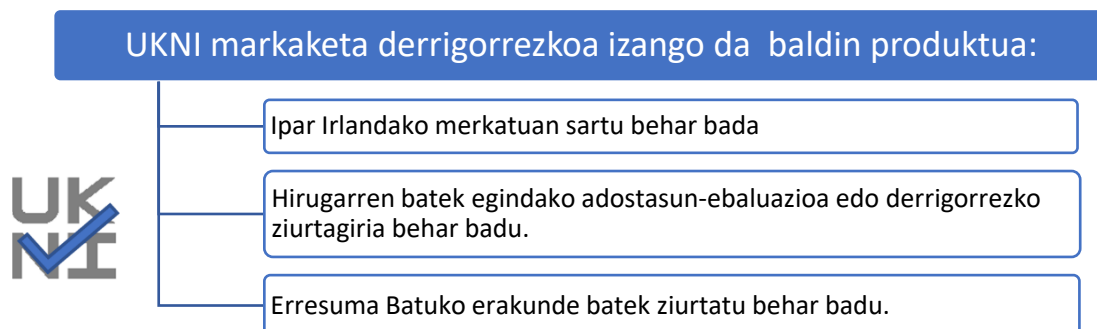 UKNI markaketa derrigorrezkoa izango da baldin produktua:
Ipar Irlandako merkatuan sartu behar bada
Hirugarren batek egindako adostasun-ebaluazioa edo derrigorrezko
ziurtagiria behar badu.
UK
NI
Erresuma Batuko erakunde batek ziurtatu behar badu.